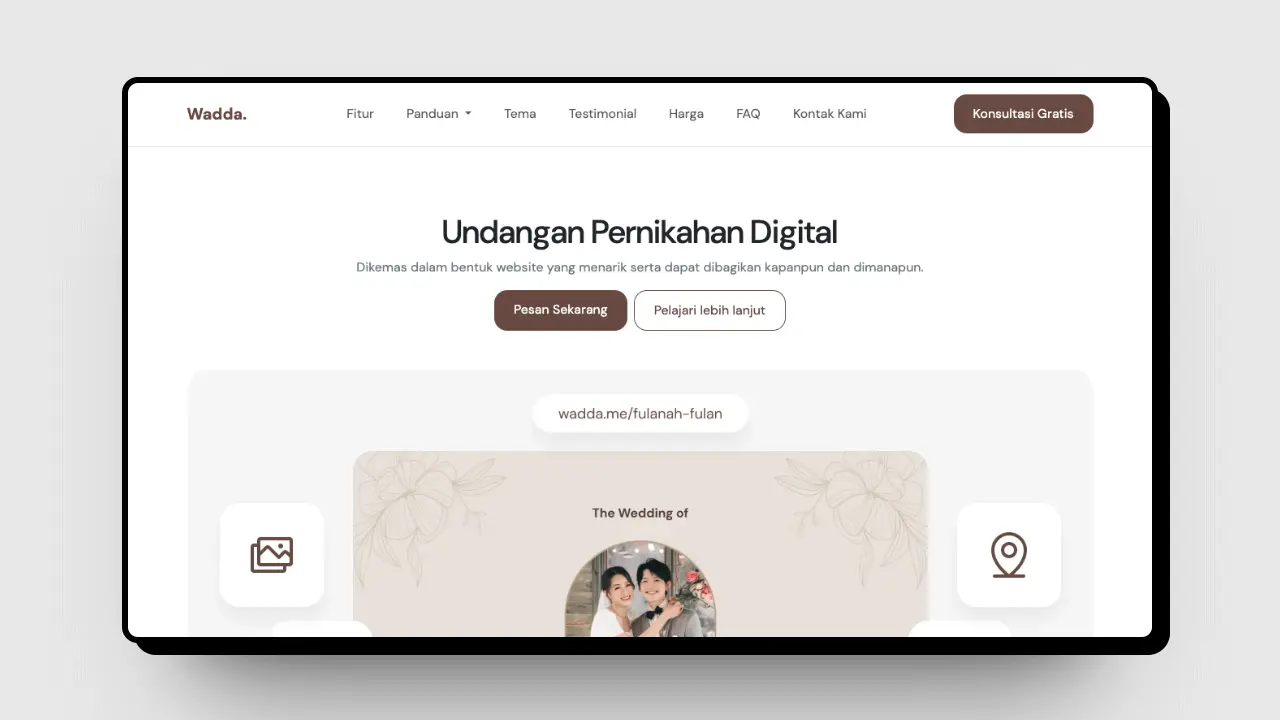 Wadda.
Fitur
Panduan
Tema
Testimonial
Harga
FAQ
Kontak Kami
Konsultasi Gratis
Undangan Pernikahan Digital
Dikemas dalam bentuk website yang menarik serta dapat dibagikan kapanpun dan dimanapun.
Pesan Sekarang
Pelajari lebih lanjut
wadda.me/fulanah-fulan
The Wedding of